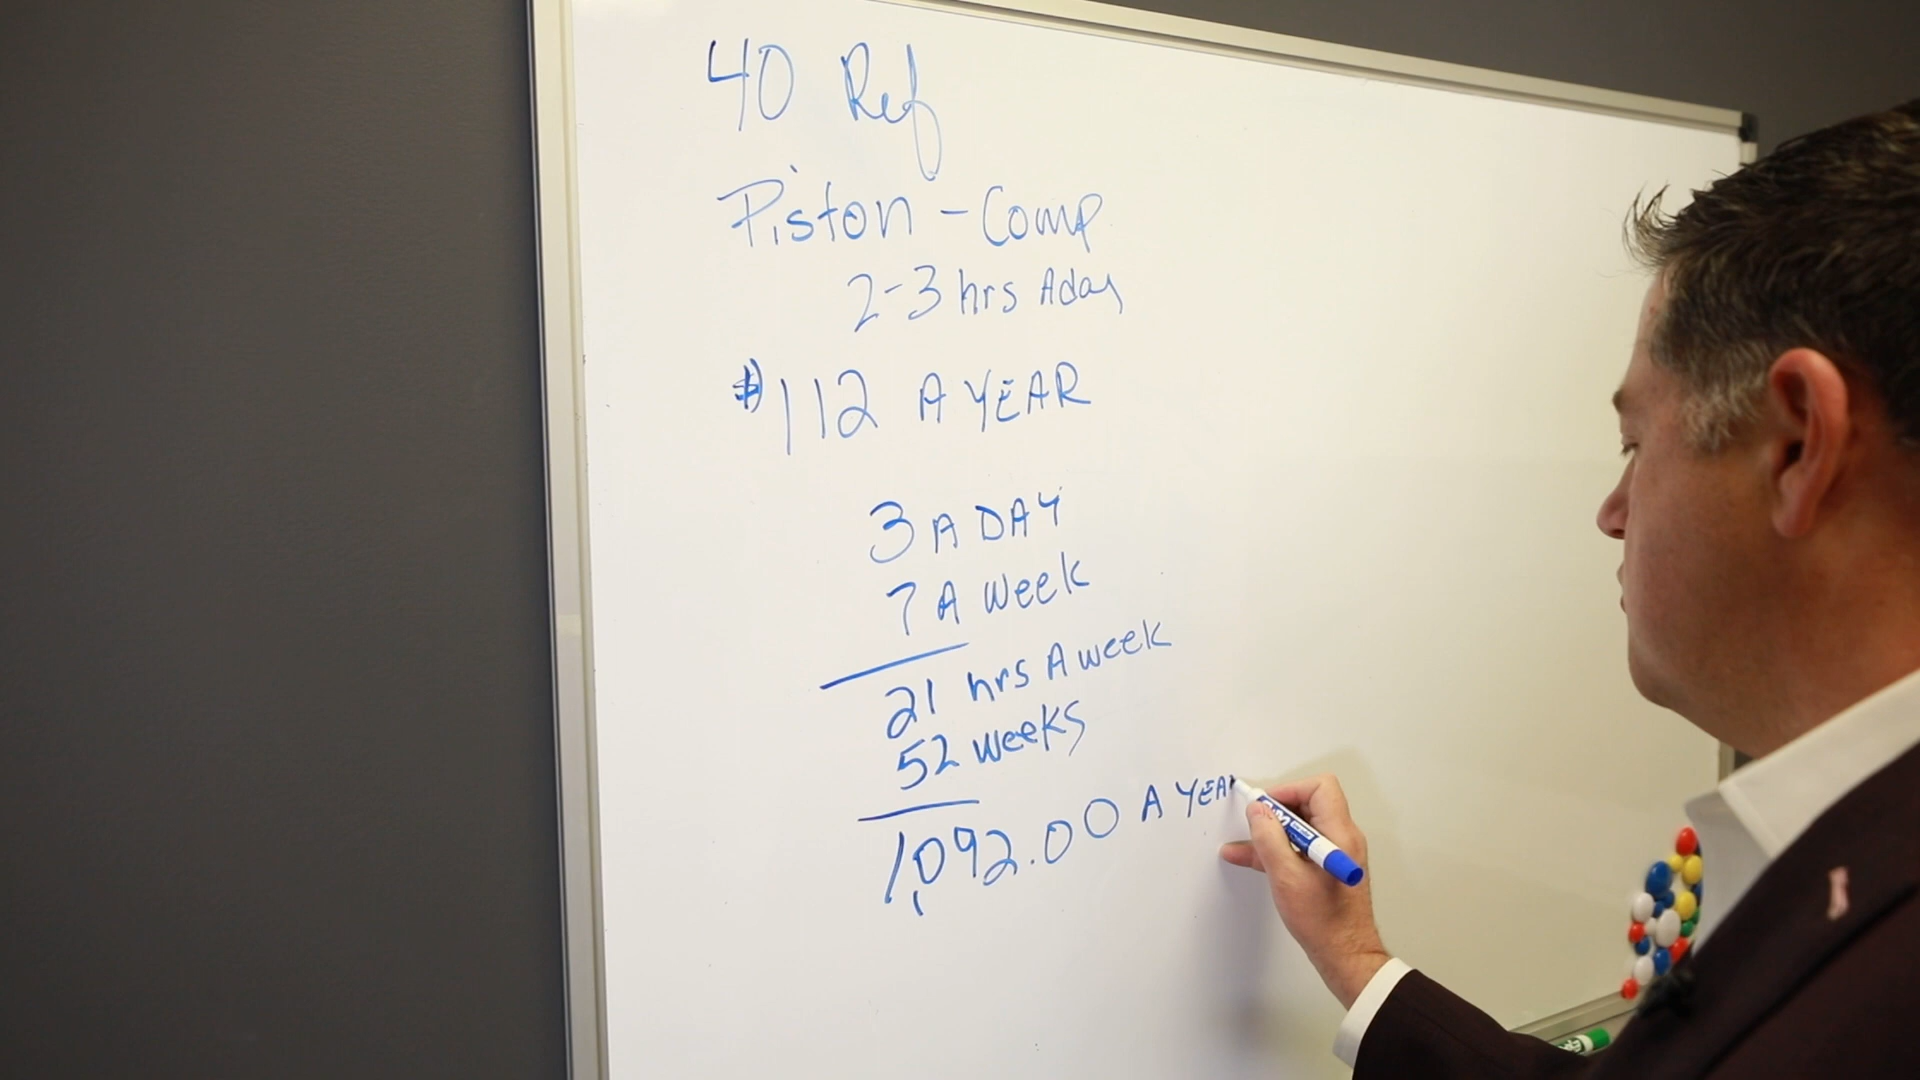 40 Ref
Piston - Comp
2-3 hrs A day
$112 A YEAR
3 A DAY
7 A week
21 hrs A week
52 weeks
1,092.00 A YEAR